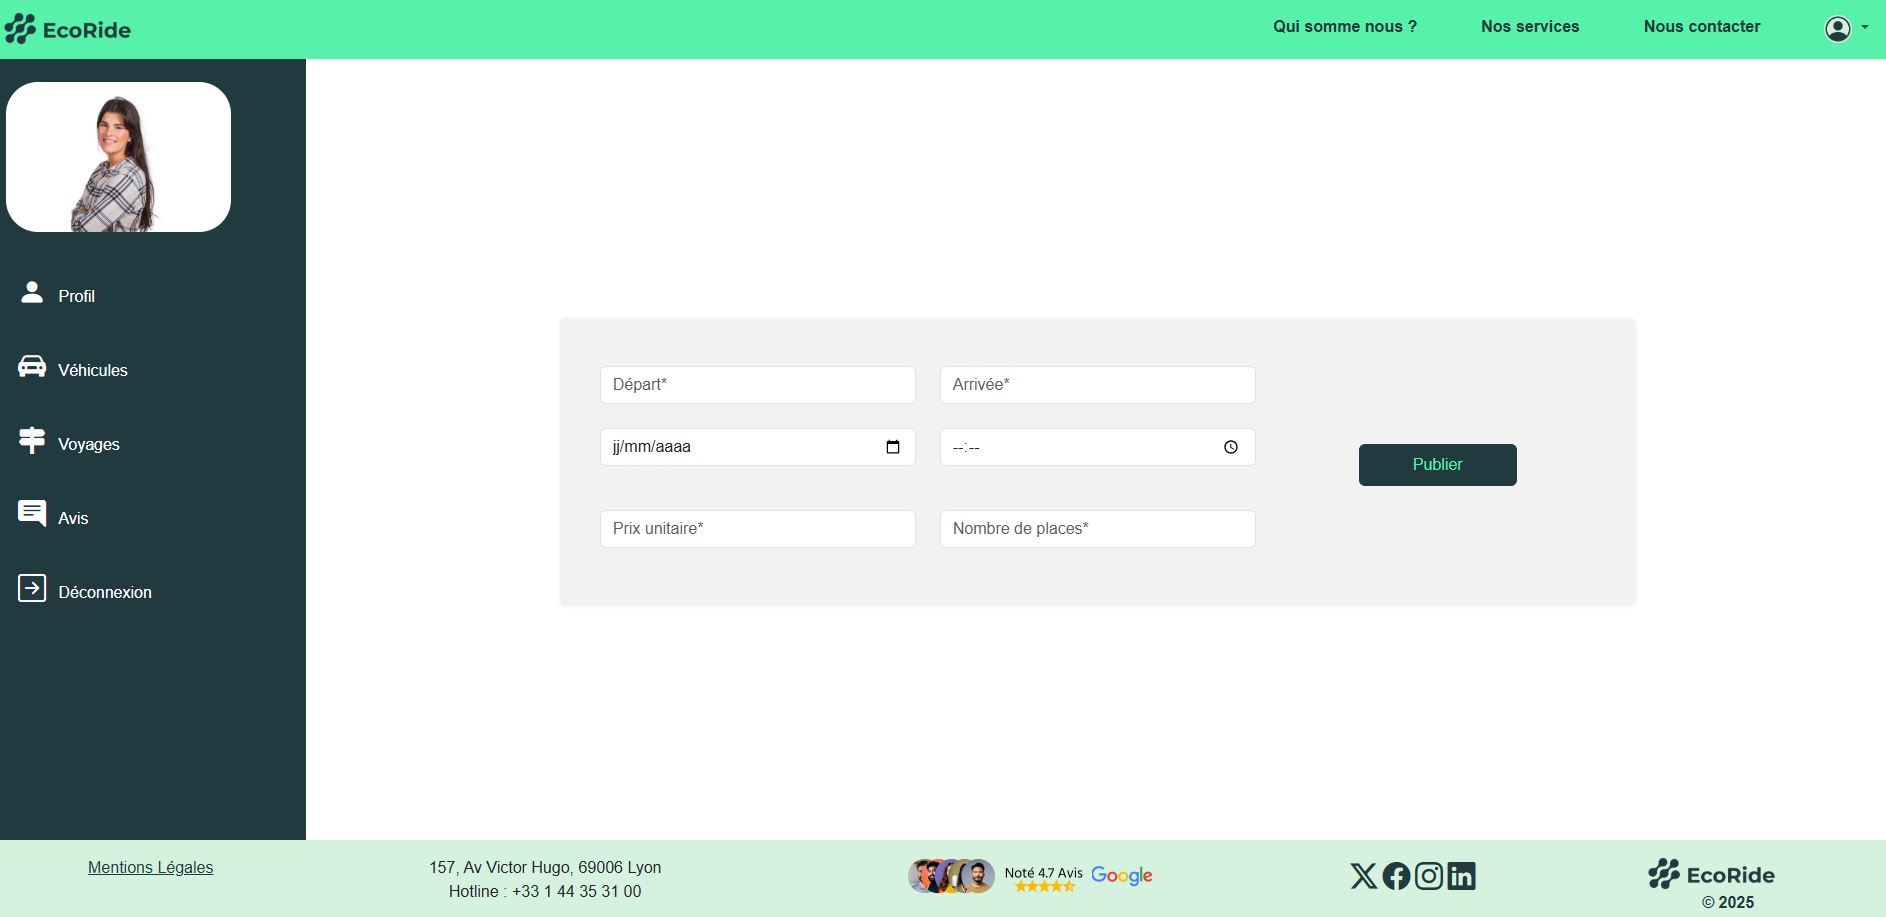 EcoRide
Qui somme nous ?
Nos services
Nous contacter
Profil
Véhicules
Voyages
Avis
Déconnexion
Départ*
Arrivée*
jj/mm/aaaa
--:--
Publier
Prix unitaire*
Nombre de places*
Mentions Légales
157, Av Victor Hugo, 69006 Lyon
Hotline : +33 1 44 35 31 00
Noté 4.7 Avis
Google
EcoRide
© 2025